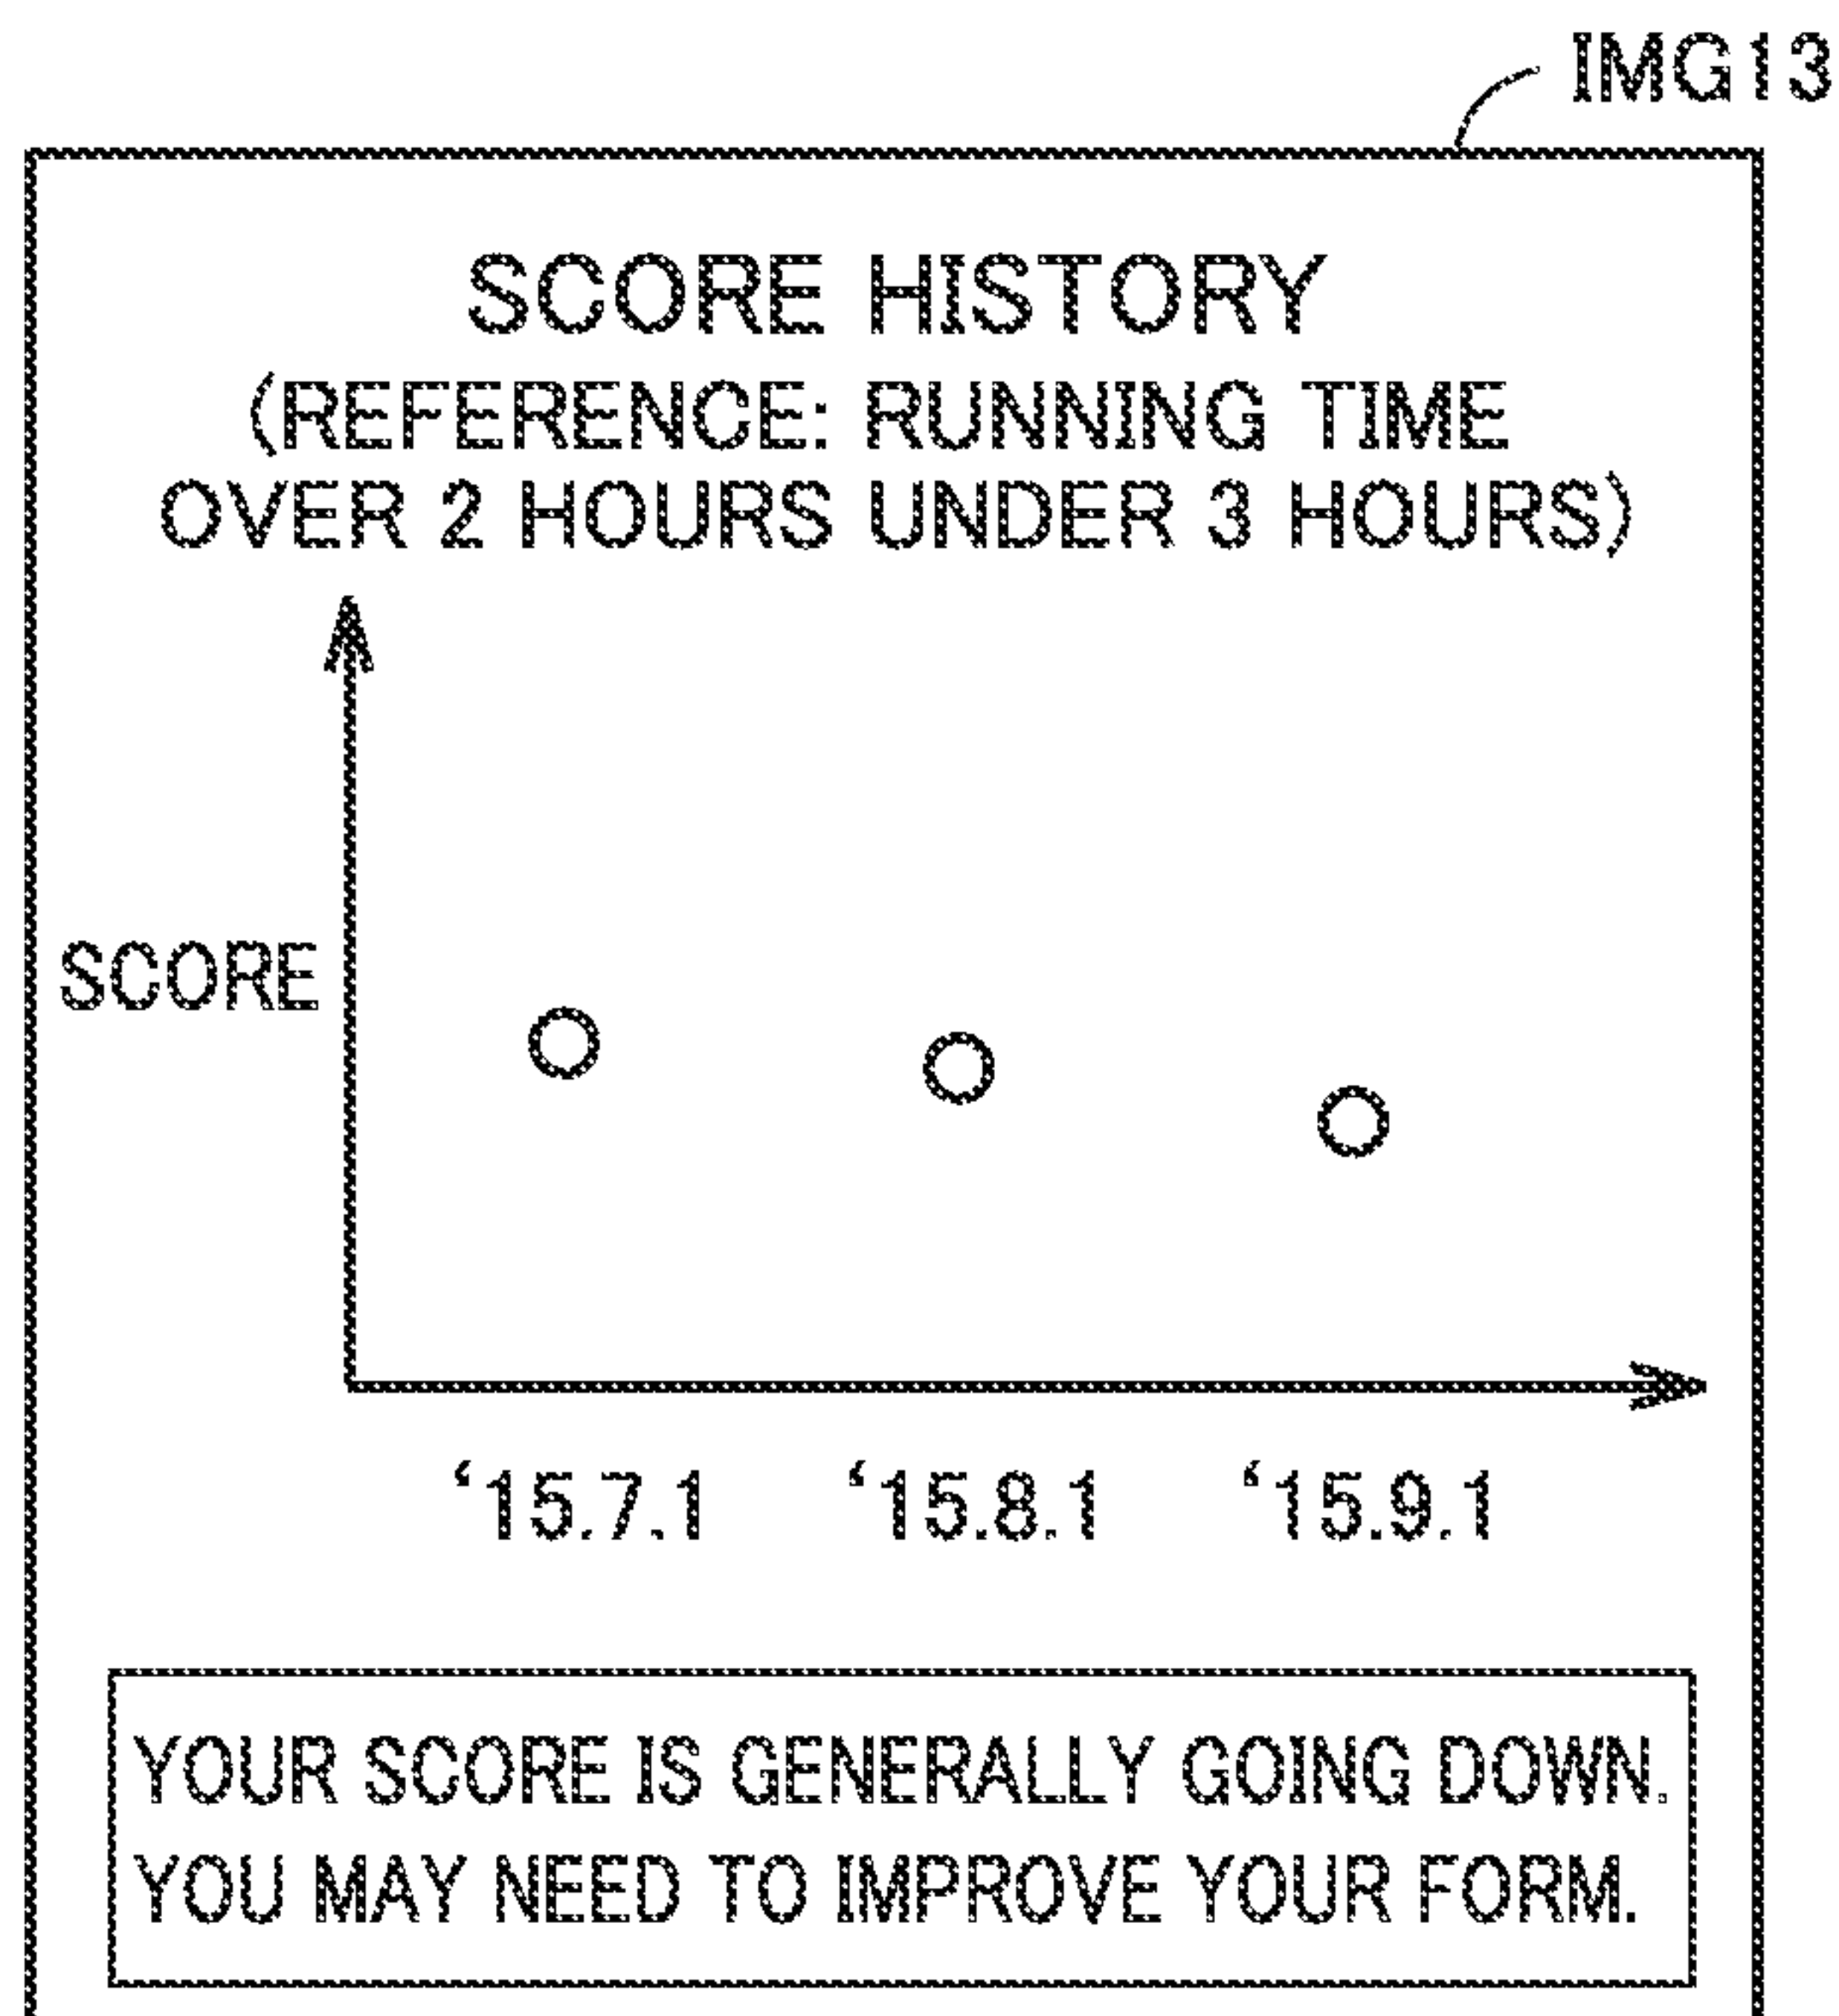 IMG13
SCORE HISTORY
(REFERENCE: RUNNING TIME
OVER 2 HOURS UNDER 3 HOURS)
SCORE
‘15.7.1 ‘15.8.1 ‘15.9.1
YOUR SCORE IS GENERALLY GOING DOWN.
YOU MAY NEED TO IMPROVE YOUR FORM.